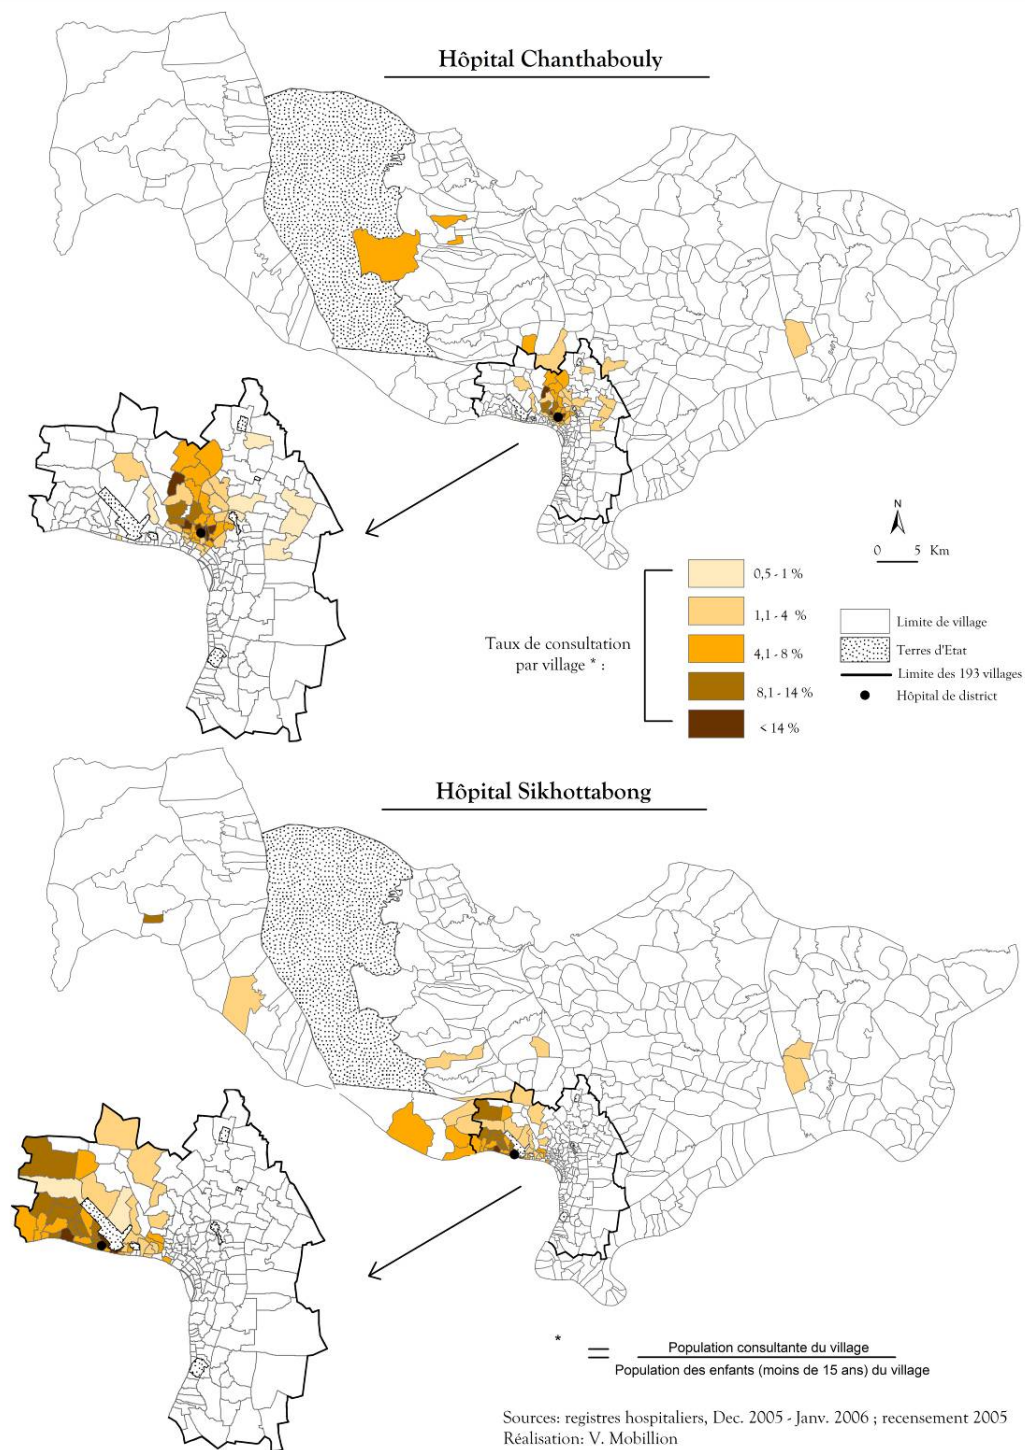 Hôpital Chanthabouly
N
0 5 Km
Taux de consultation
par village * :
0,5 - 1 %
1,1 - 4 %
4,1 - 8 %
8,1 - 14 %
< 14 %
Limite de village
Terres d'Etat
Limite des 193 villages
Hôpital de district
Hôpital Sikhottabong
* = Population consultante du village
Population des enfants (moins de 15 ans) du village
Sources: registres hospitaliers, Dec. 2005 - Janv. 2006 ; recensement 2005
Réalisation: V. Mobillion